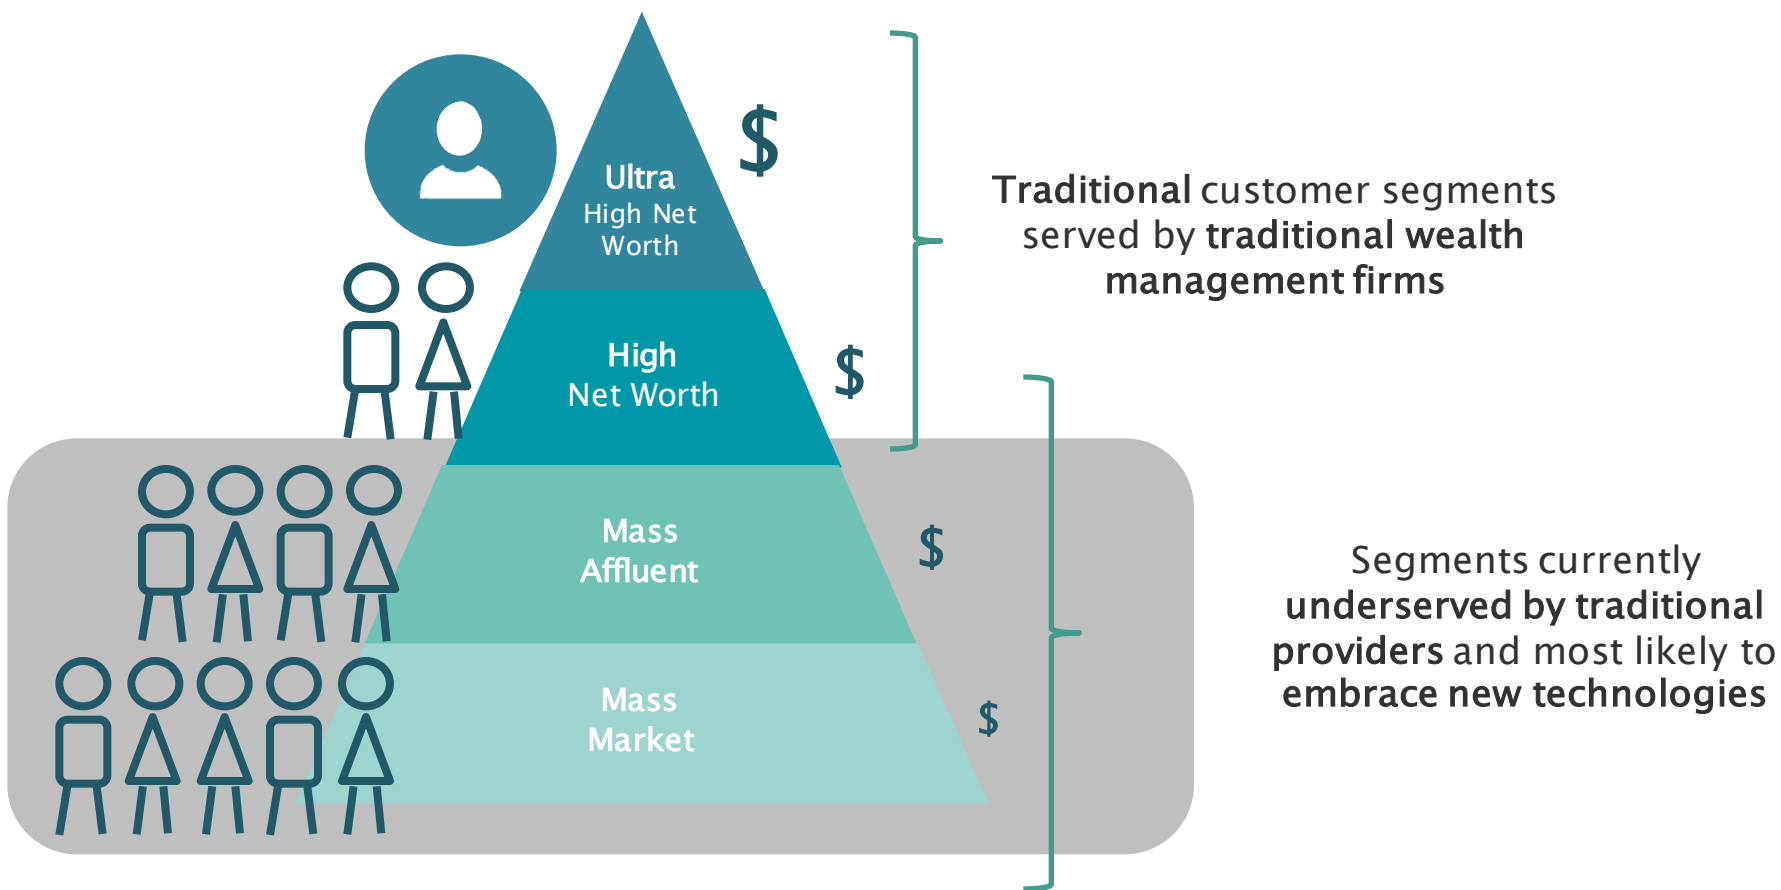 $
Ultra
High Net
Worth
Traditional customer segments
served by traditional wealth
management firms
High
Net Worth
$
Mass
Affluent
$
Segments currently
underserved by traditional
providers and most likely to
embrace new technologies
Mass
Market
$